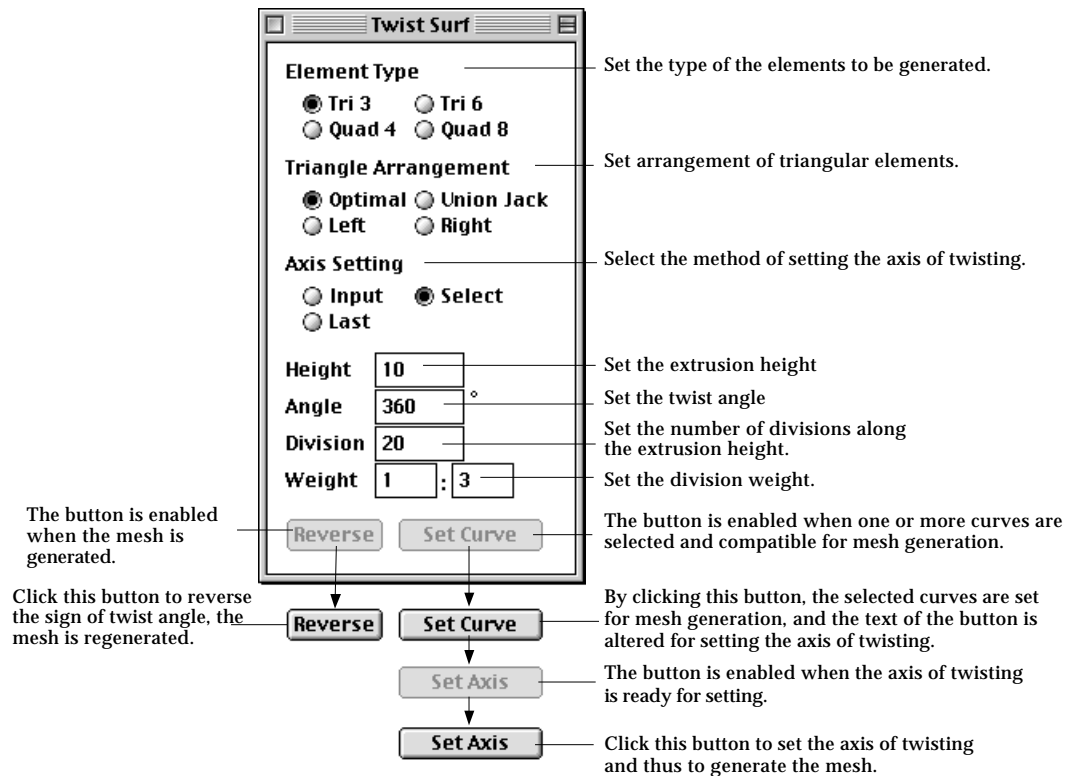 Twist Surf
Element Type
Set the type of the elements to be generated.
Tri 3 Tri 6
Quad 4 Quad 8
Triangle Arrangement
Set arrangement of triangular elements.
Optimal Union Jack
Left Right
Axis Setting
Select the method of setting the axis of twisting.
Input Select
Last
Height 10
Set the extrusion height
Angle 360 °
Set the twist angle
Division 20
Set the number of divisions along
the extrusion height.
Weight 1 : 3
Set the division weight.
The button is enabled
when the mesh is
generated.
Reverse Set Curve
The button is enabled when one or more curves are
selected and compatible for mesh generation.
Click this button to reverse
the sign of twist angle, the
mesh is regenerated.
Reverse Set Curve
By clicking this button, the selected curves are set
for mesh generation, and the text of the button is
altered for setting the axis of twisting.
Set Axis
The button is enabled when the axis of twisting
is ready for setting.
Set Axis
Click this button to set the axis of twisting
and thus to generate the mesh.